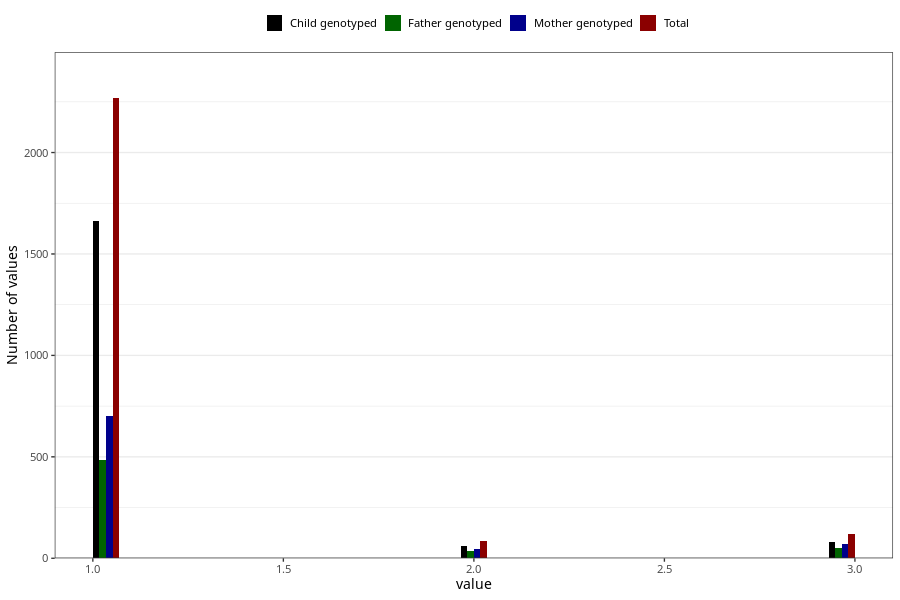 Child genotyped Father genotyped Mother genotyped Total
Number of values
2000
1500
1000
500
0
1.0 1.5 2.0 2.5 3.0
value